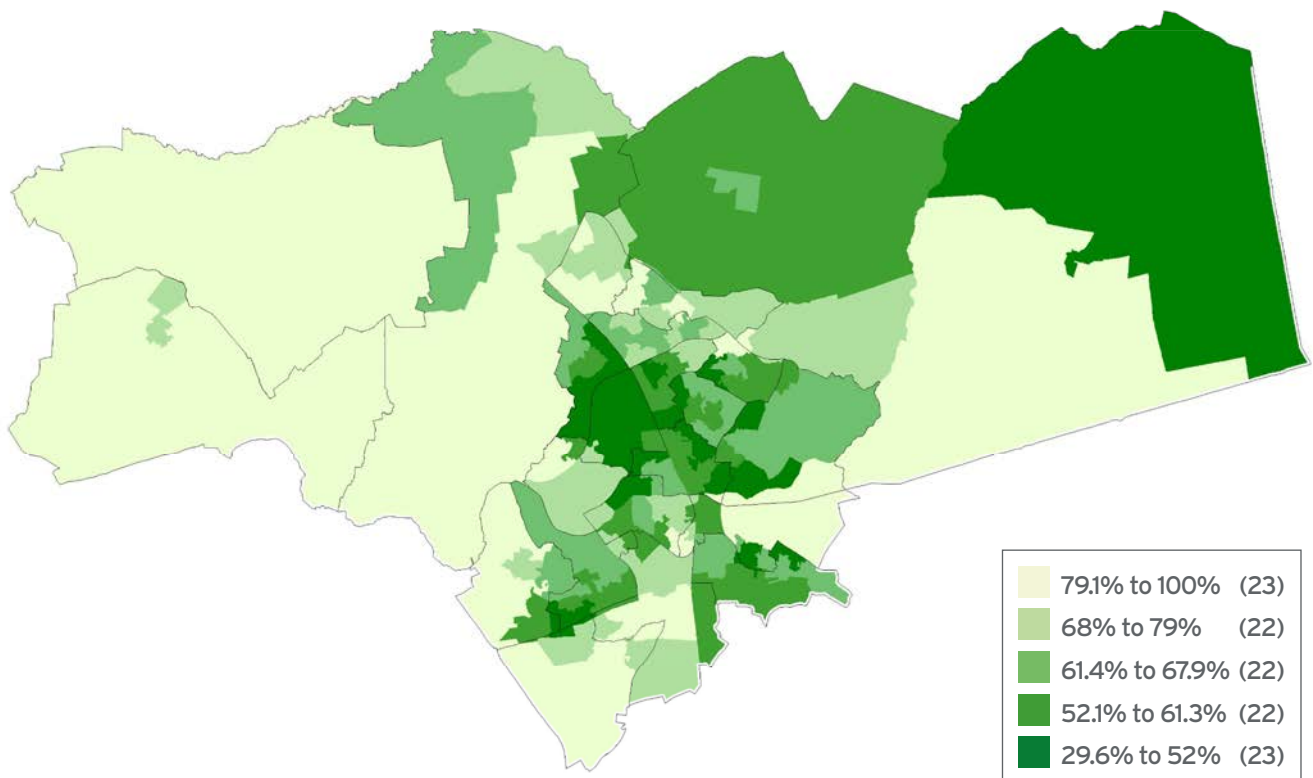 79.1% to 100% (23)
68% to 79% (22)
61.4% to 67.9% (22)
52.1% to 61.3% (22)
29.6% to 52% (23)